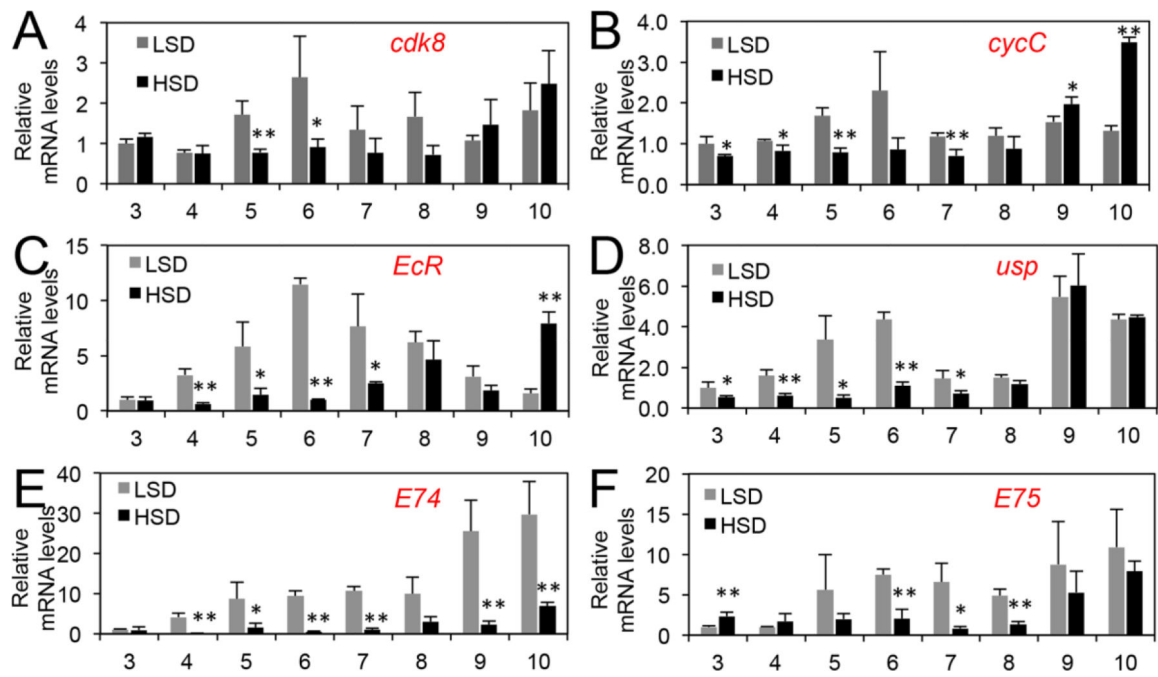 A
cdk8
LSD
HSD
Relative
mRNA levels
4
3
2
1
0
** *
3 4 5 6 7 8 9 10
B
cycC
LSD
HSD
Relative
mRNA levels
4.0
3.0
2.0
1.0
0.0
* * ** ** * **
3 4 5 6 7 8 9 10
C
EcR
LSD
HSD
Relative
mRNA levels
15
10
5
0
** * ** * **
3 4 5 6 7 8 9 10
D
usp
LSD
HSD
Relative
mRNA levels
8.0
6.0
4.0
2.0
0.0
* ** * ** *
3 4 5 6 7 8 9 10
E
E74
LSD
HSD
Relative
mRNA levels
40
30
20
10
0
** * ** ** ** **
3 4 5 6 7 8 9 10
F
E75
LSD
HSD
Relative
mRNA levels
20
15
10
5
0
** ** * **
3 4 5 6 7 8 9 10